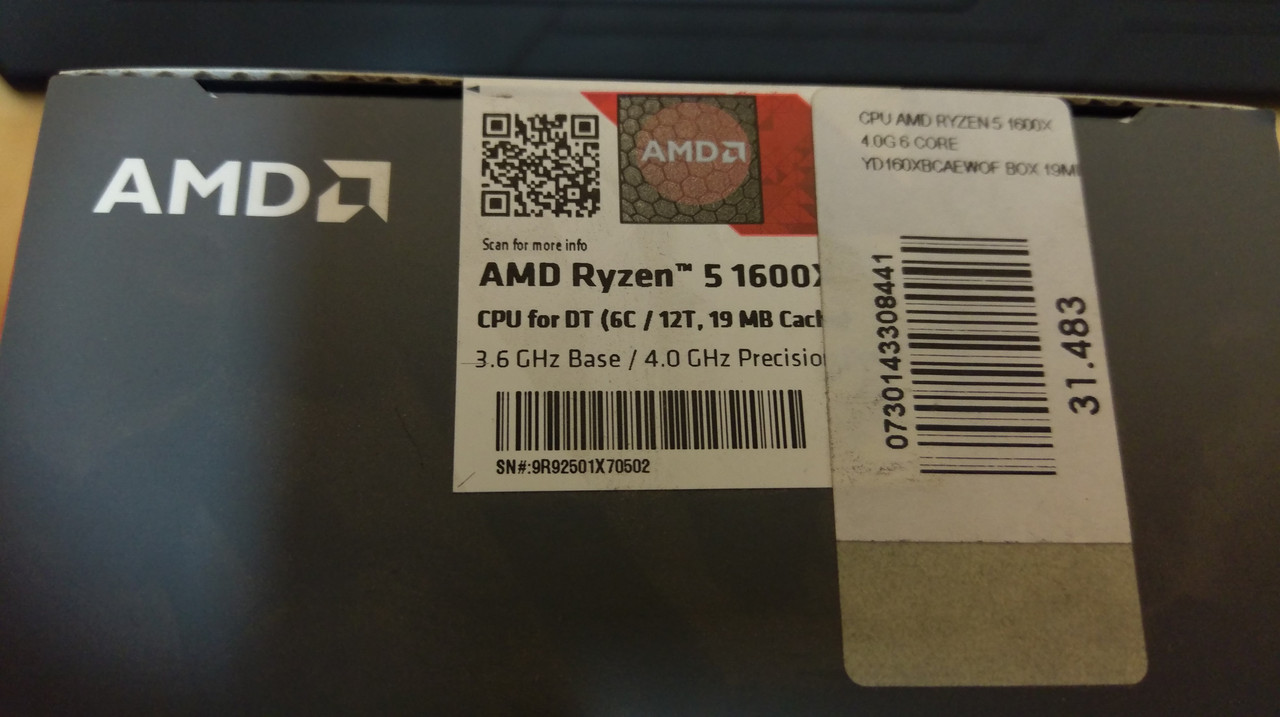 AMD
AMD
Scan for more info
AMD Ryzen™ 5 1600X
CPU for DT (6C / 12T, 19 MB Cach
3.6 GHz Base / 4.0 GHz Precision
SN#:9R92501X70502
CPU AMD RYZEN 5 1600X
4.0G 6 CORE
YD160XBCAEWOF BOX 19M
0730143308441
31.483